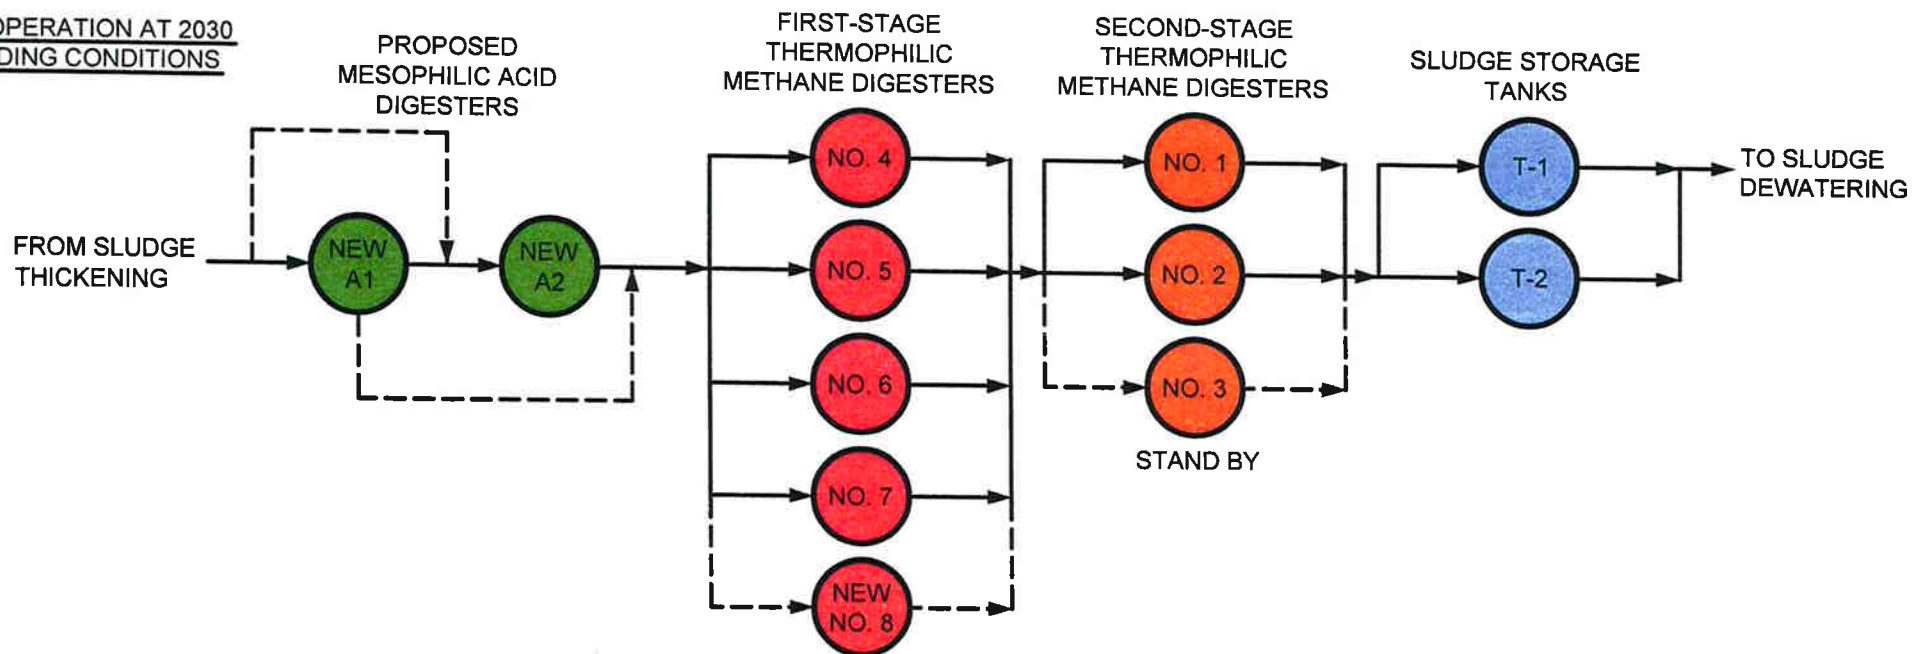 OPERATION AT 2030
DING CONDITIONS
PROPOSED
MESOPHILIC ACID
DIGESTERS
FIRST-STAGE
THERMOPHILIC
METHANE DIGESTERS
SECOND-STAGE
THERMOPHILIC
METHANE DIGESTERS
SLUDGE STORAGE
TANKS
FROM SLUDGE
THICKENING
NEW
A1
NEW
A2
NO. 4
NO. 5
NO. 6
NO. 7
NEW
NO. 8
NO. 1
NO. 2
NO. 3
STAND BY
T-1
T-2
TO SLUDGE
DEWATERING